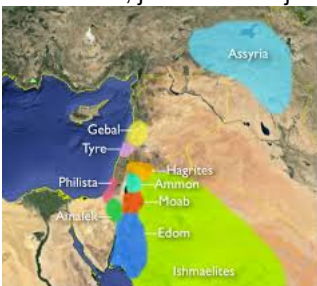 Assyria
Gebal
Tyre
Hagrites
Philista
Ammon
Moab
Amalek
Edom
Ishmaelites